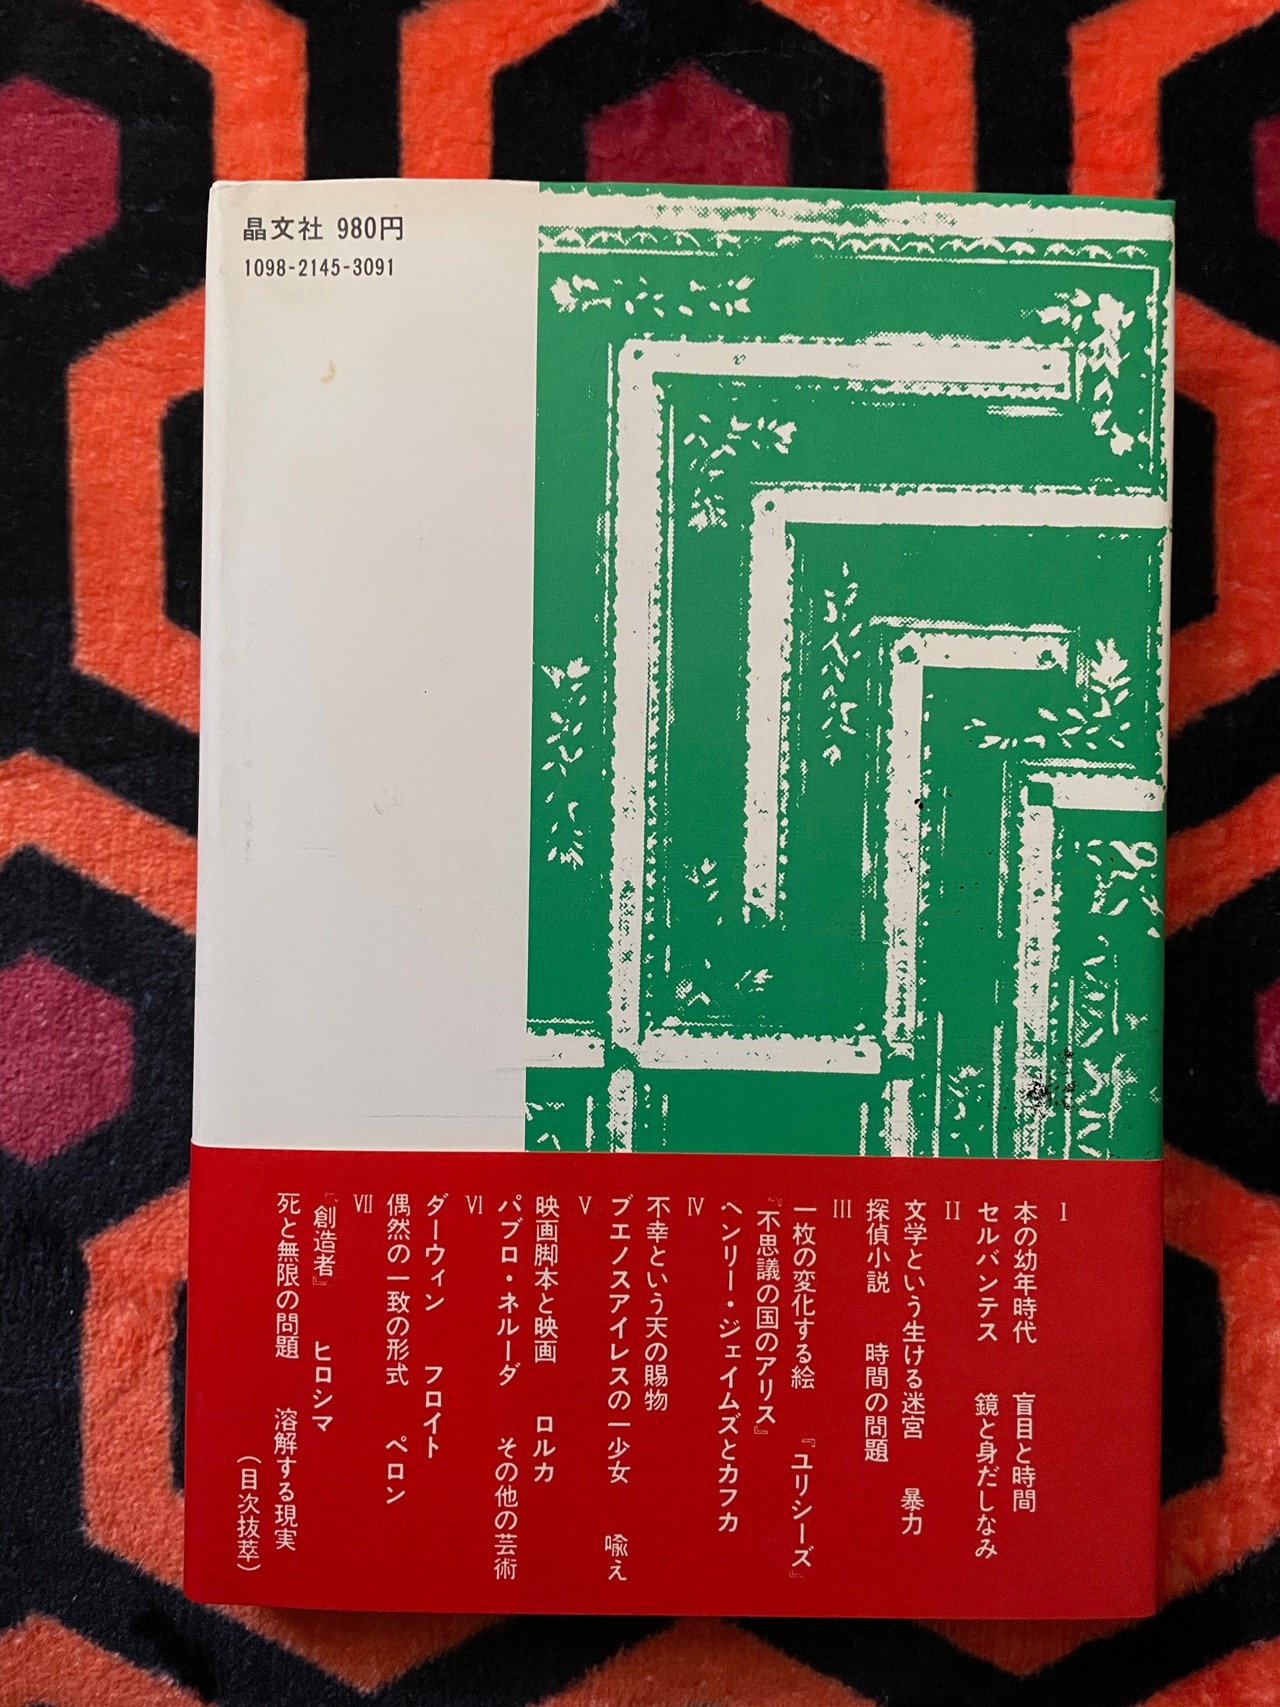 晶文社 980円
1098-2145-3091
I
本の幼年時代 盲目と時間
セルバンテス 鏡と身だしなみ
II
文学という生ける迷宮 暴力
探偵小説 時間の問題
III
一枚の変化する絵 『ユリシーズ』
『不思議の国のアリス』
ヘンリー・ジェイムズとカフカ
IV
不幸という天の賜物
ブエノスアイレスの一少女 喩え
V
映画脚本と映画 ロルカ
パブロ・ネルーダ その他の芸術
VI
ダーウィン フロイト
偶然の一致の形式 ペロン
VII
『創造者』 ヒロシマ
死と無限の問題 溶解する現実
(目次抜萃)